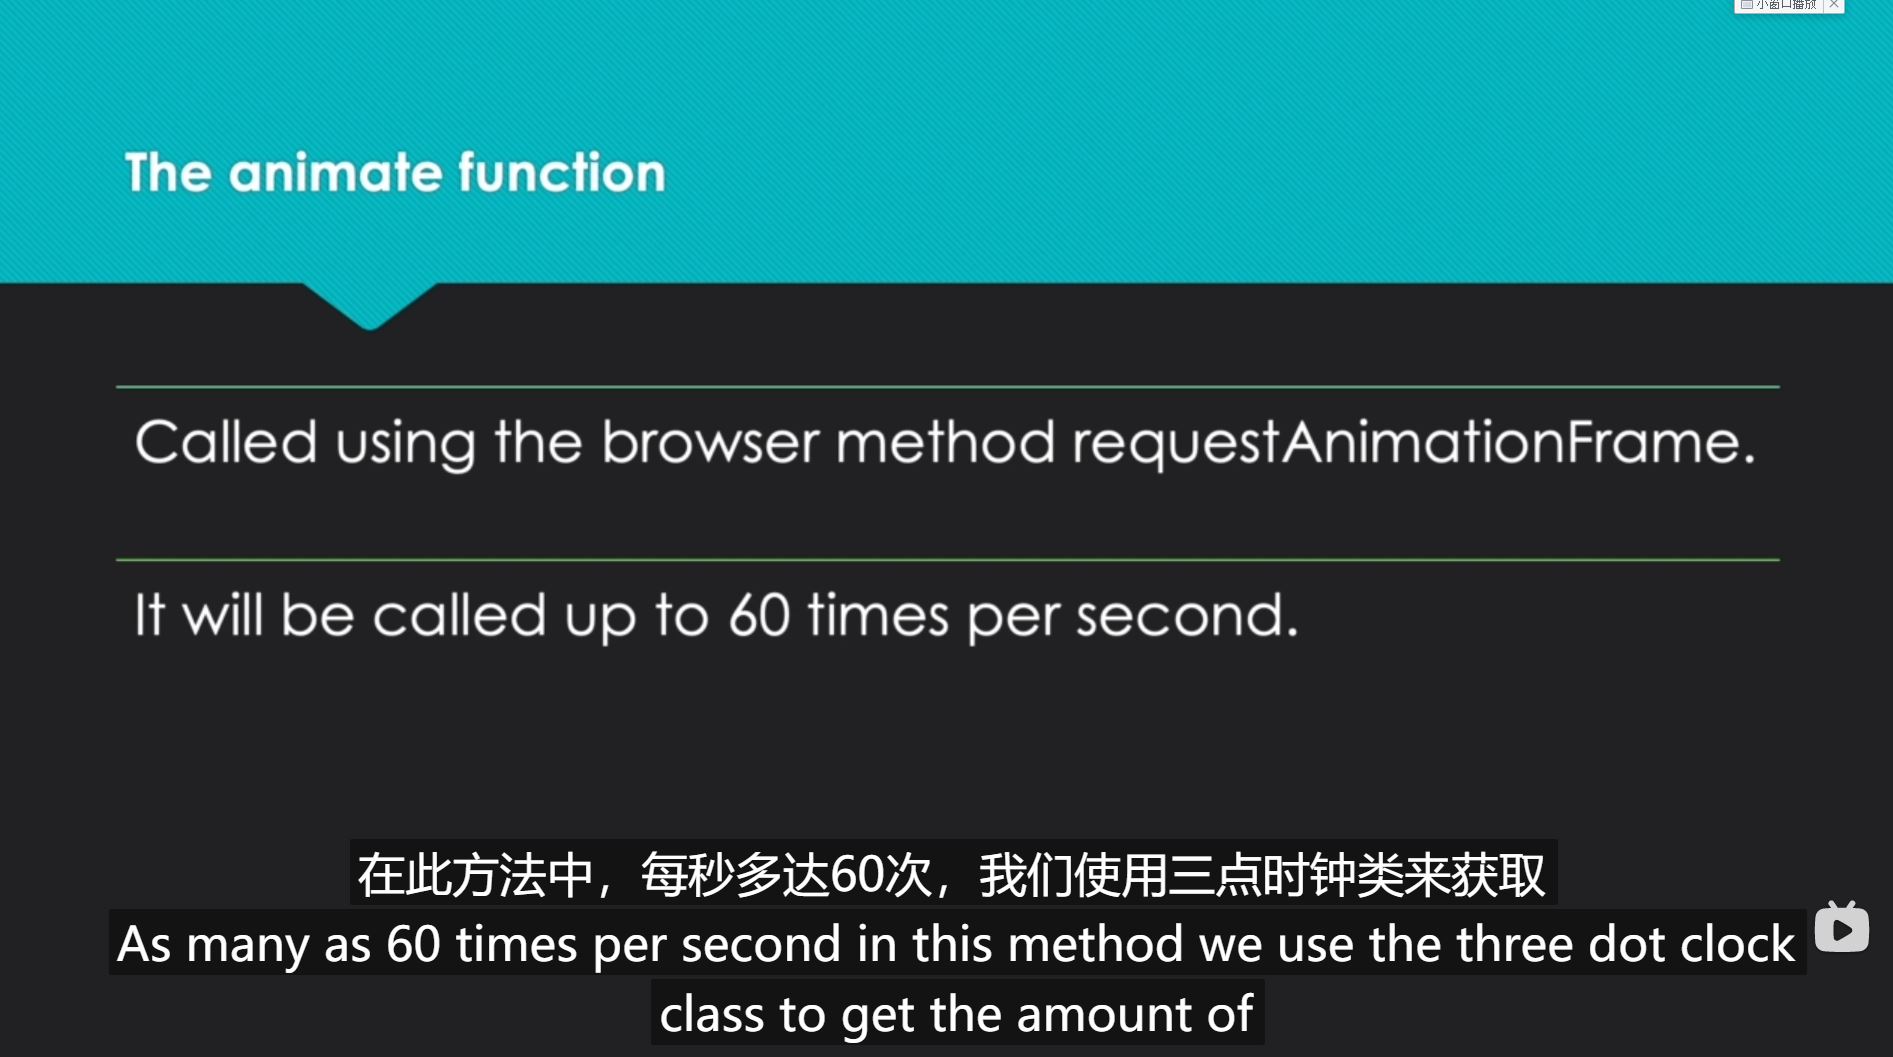 小窗口播放
The animate function
Called using the browser method requestAnimationFrame.
It will be called up to 60 times per second.
在此方法中，每秒多达60次，我们使用三点时钟类来获取
As many as 60 times per second in this method we use the three dot clock
class to get the amount of